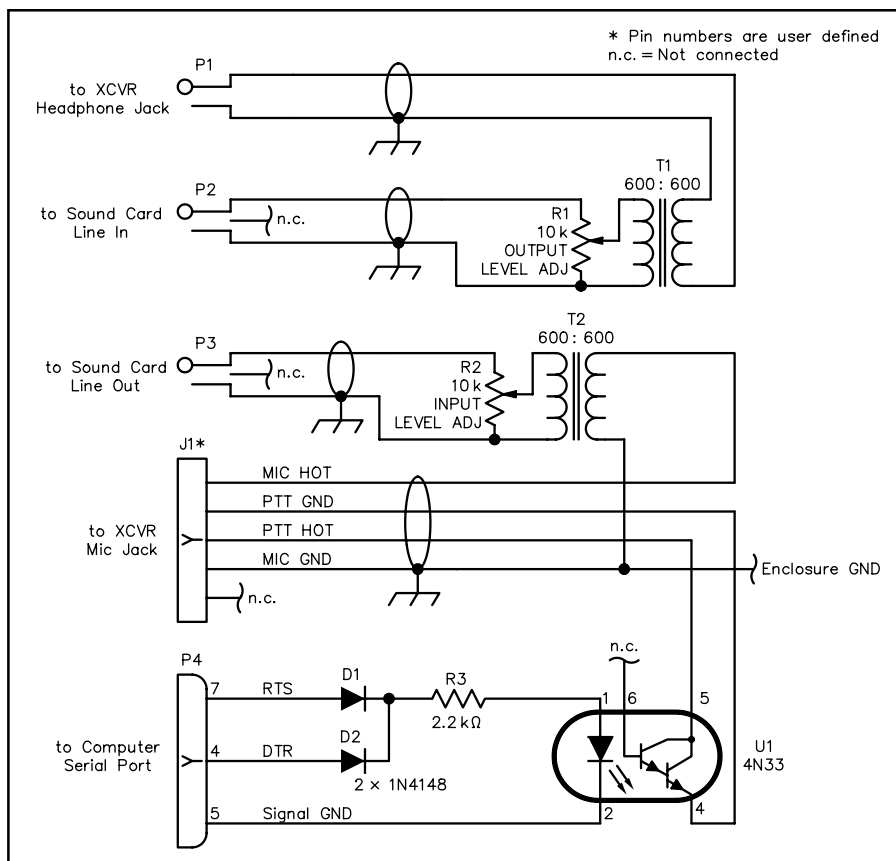 * Pin numbers are user defined
n.c. = Not connected
P1
to XCVR
Headphone Jack
T1
600 : 600
P2
to Sound Card
Line In
n.c.
R1
10 k
OUTPUT
LEVEL ADJ
T2
600 : 600
P3
to Sound Card
Line Out
n.c.
R2
10 k
INPUT
LEVEL ADJ
J1*
MIC HOT
PTT GND
to XCVR
Mic Jack
PTT HOT
MIC GND
Enclosure GND
n.c.
n.c.
P4
7
RTS
D1
R3
2.2 kΩ
1
6
5
to Computer
Serial Port
4
DTR
D2
2 × 1N4148
U1
4N33
5
Signal GND
2
4